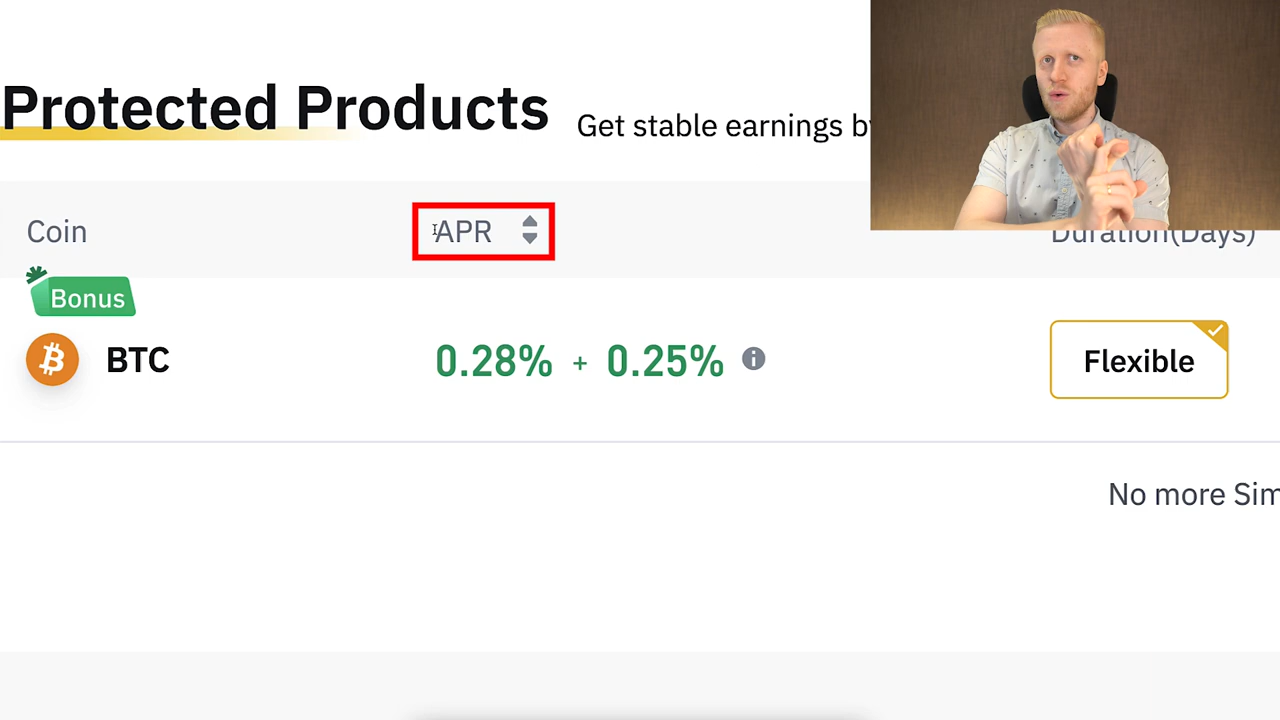 Protected Products
Get stable earnings by
Coin
APR
Duration(Days)
Bonus
BTC
0.28% + 0.25%
Flexible
No more Sim